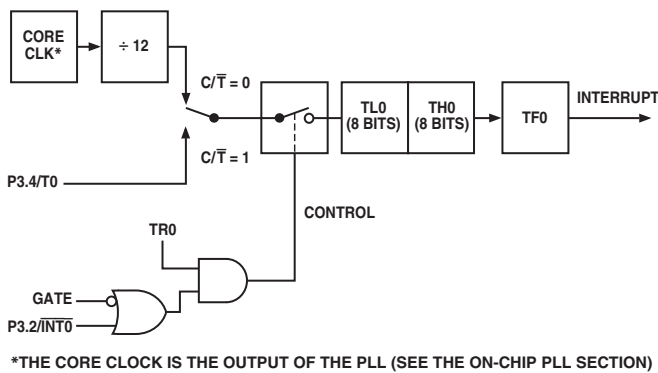 CORE
CLK*
÷ 12
C/T̅ = 0
TL0
(8 BITS)
TH0
(8 BITS)
TF0
INTERRUPT
C/T̅ = 1
P3.4/T0
CONTROL
TR0
GATE
P3.2/I̅N̅T̅0̅
*THE CORE CLOCK IS THE OUTPUT OF THE PLL (SEE THE ON-CHIP PLL SECTION)